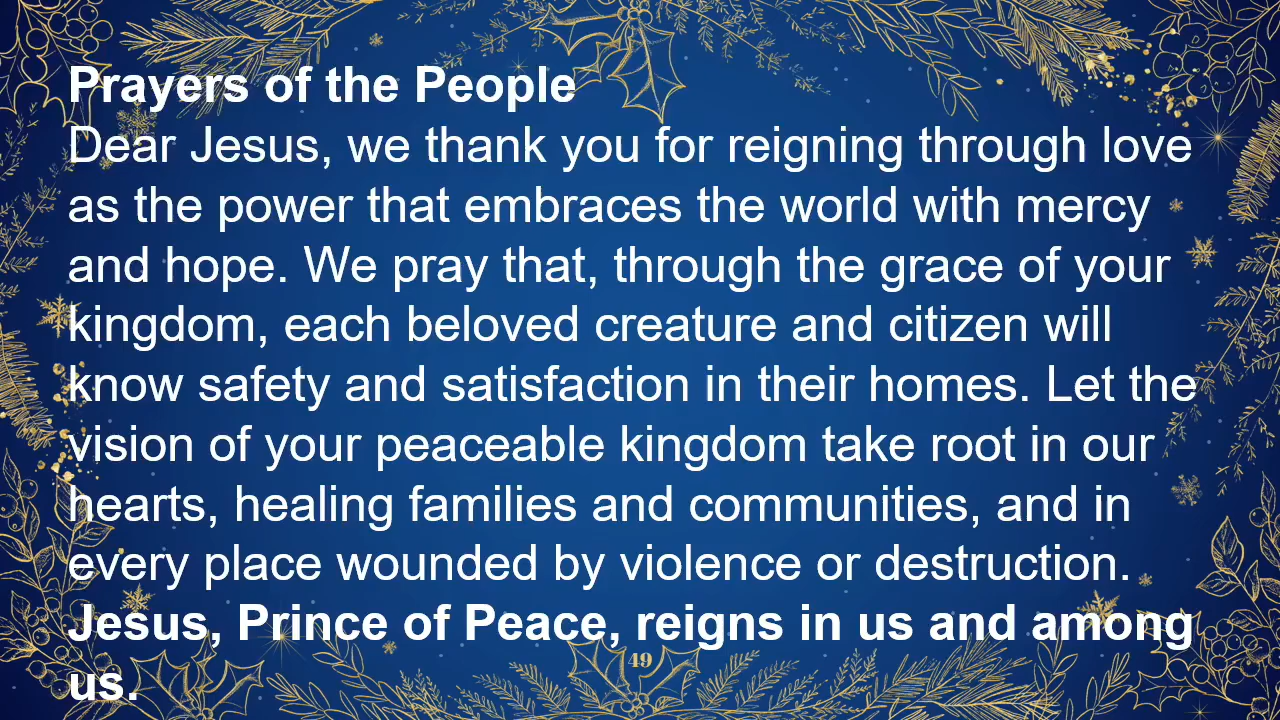 Prayers of the People
Dear Jesus, we thank you for reigning through love
as the power that embraces the world with mercy
and hope. We pray that, through the grace of your
kingdom, each beloved creature and citizen will
know safety and satisfaction in their homes. Let the
vision of your peaceable kingdom take root in our
hearts, healing families and communities, and in
every place wounded by violence or destruction.
Jesus, Prince of Peace, reigns in us and among
us.
49